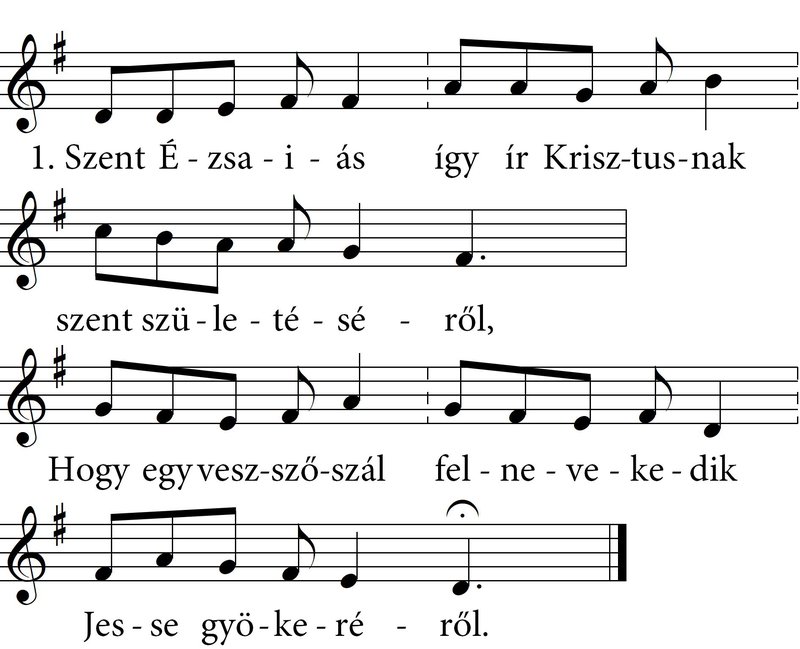 1. Szent É - zsa - i - ás így ír Krisz-tus-nak
szent szü-le - té - sé - ről,
Hogy egy vesz-sző-szál fel - ne - ve - ke - dik
Jes - se gyö-ke - ré - ről.